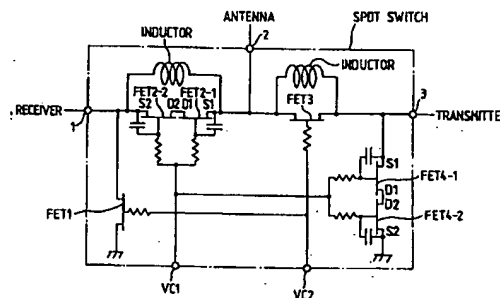 ANTENNA
SPDT SWITCH
INDUCTOR
2
INDUCTOR
FET2-2 FET2-1
S2 D2 D1 S1
FET3
RECEIVER
1
3
TRANSMITTE
S1
FET4-1
D1
D2
FET4-2
S2
FET1
VC1
VC2